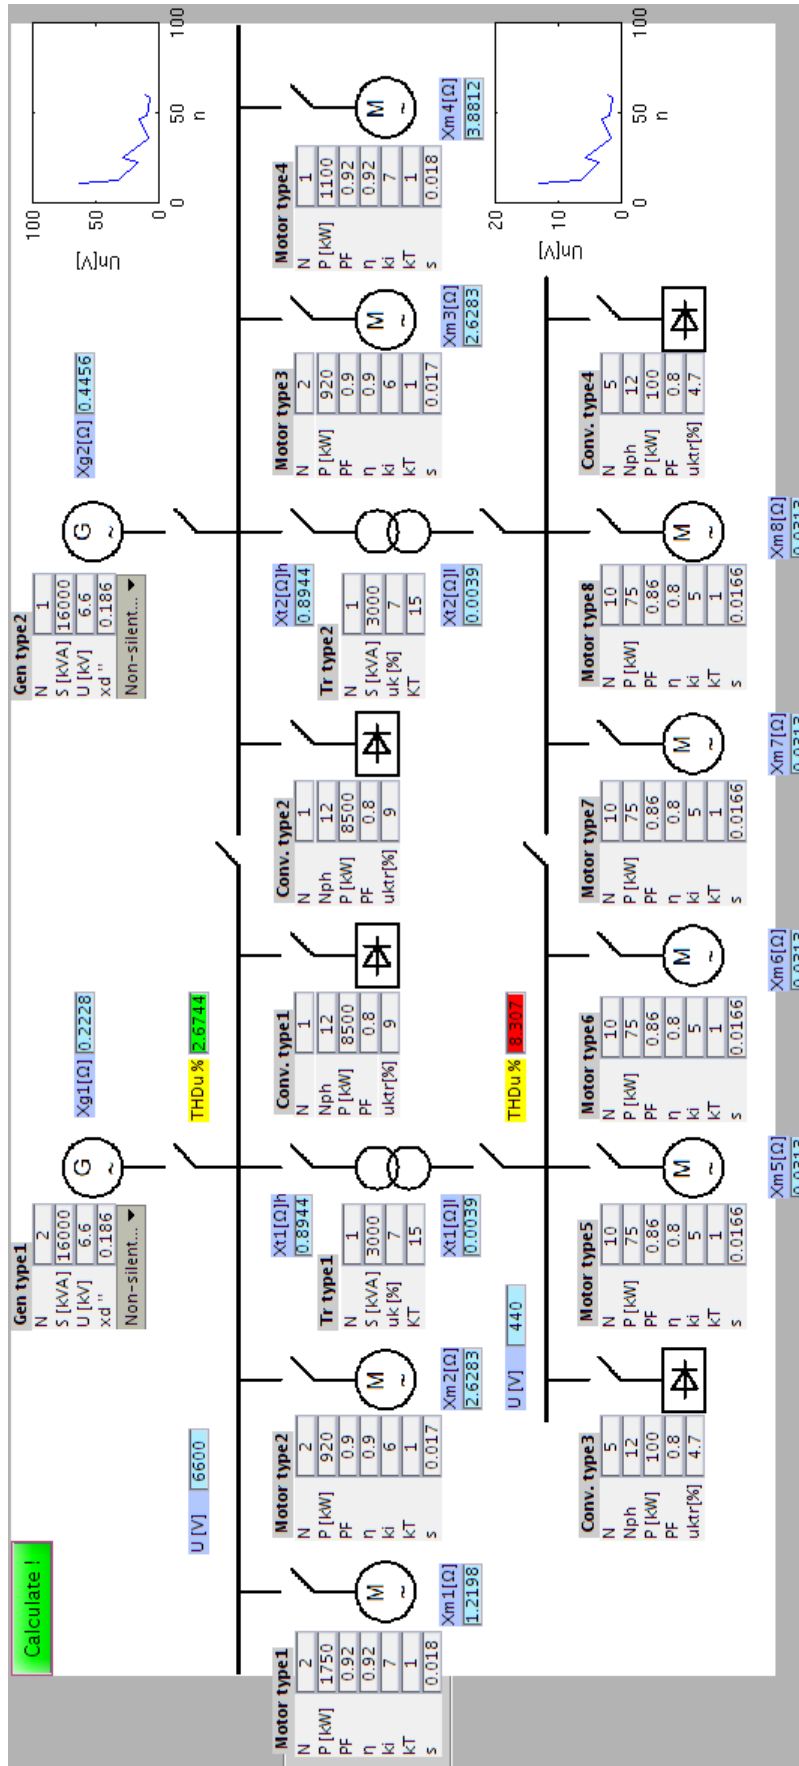 Calculate !
Gen type1
N 2
S [kVA] 16000
U [kV] 6.6
xd " 0.186
Non-silent... ▼
Xg1[Ω] 0.2228
Gen type2
N 1
S [kVA] 16000
U [kV] 6.6
xd " 0.186
Non-silent... ▼
Xg2[Ω] 0.4456
G
~
G
~
Un[V]
100
50
0
0 50 100
n
U [V] 6600
THDu % 2.6744
Motor type1
N 2
P [kW] 1750
PF 0.92
η 0.92
ki 7
kT 1
s 0.018
M
~
Xm1[Ω]
1.2198
Motor type2
N 2
P [kW] 920
PF 0.9
η 0.9
ki 6
kT 1
s 0.017
M
~
Xm2[Ω]
2.6283
Xt1[Ω]h
0.8944
Tr type1
N 1
S [kVA] 3000
uk [%] 7
KT 15
Xt1[Ω]l
0.0039
Conv. type1
N 1
Nph 12
P [kW] 8500
PF 0.8
uktr[%] 9
Conv. type2
N 1
Nph 12
P [kW] 8500
PF 0.8
uktr[%] 9
Xt2[Ω]h
0.8944
Tr type2
N 1
S [kVA] 3000
uk [%] 7
KT 15
Xt2[Ω]l
0.0039
Motor type3
N 2
P [kW] 920
PF 0.9
η 0.9
ki 6
kT 1
s 0.017
M
~
Xm3[Ω]
2.6283
Motor type4
N 1
P [kW] 1100
PF 0.92
η 0.92
ki 7
kT 1
s 0.018
M
~
Xm4[Ω]
3.8812
U [V] 440
THDu % 8.307
Un[V]
20
10
0
0 50 100
n
Conv. type3
N 5
Nph 12
P [kW] 100
PF 0.8
uktr[%] 4.7
Motor type5
N 10
P [kW] 75
PF 0.86
η 0.8
ki 5
kT 1
s 0.0166
M
~
Xm5[Ω]
0.0313
Motor type6
N 10
P [kW] 75
PF 0.86
η 0.8
ki 5
kT 1
s 0.0166
M
~
Xm6[Ω]
0.0313
Motor type7
N 10
P [kW] 75
PF 0.86
η 0.8
ki 5
kT 1
s 0.0166
M
~
Xm7[Ω]
0.0313
Motor type8
N 10
P [kW] 75
PF 0.86
η 0.8
ki 5
kT 1
s 0.0166
M
~
Xm8[Ω]
0.0313
Conv. type4
N 5
Nph 12
P [kW] 100
PF 0.8
uktr[%] 4.7